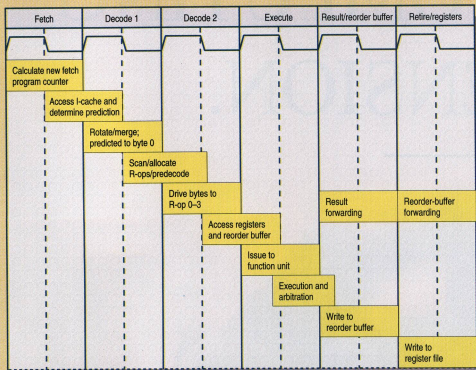 Fetch
Decode 1
Decode 2
Execute
Result/reorder buffer
Retire/registers
Calculate new fetch
program counter
Access I-cache and
determine prediction
Rotate/merge;
predicted to byte 0
Scan/allocate
R-ops/predecode
Drive bytes to
R-op 0–3
Result
forwarding
Reorder-buffer
forwarding
Access registers
and reorder buffer
Issue to
function unit
Execution and
arbitration
Write to
reorder buffer
Write to
register file